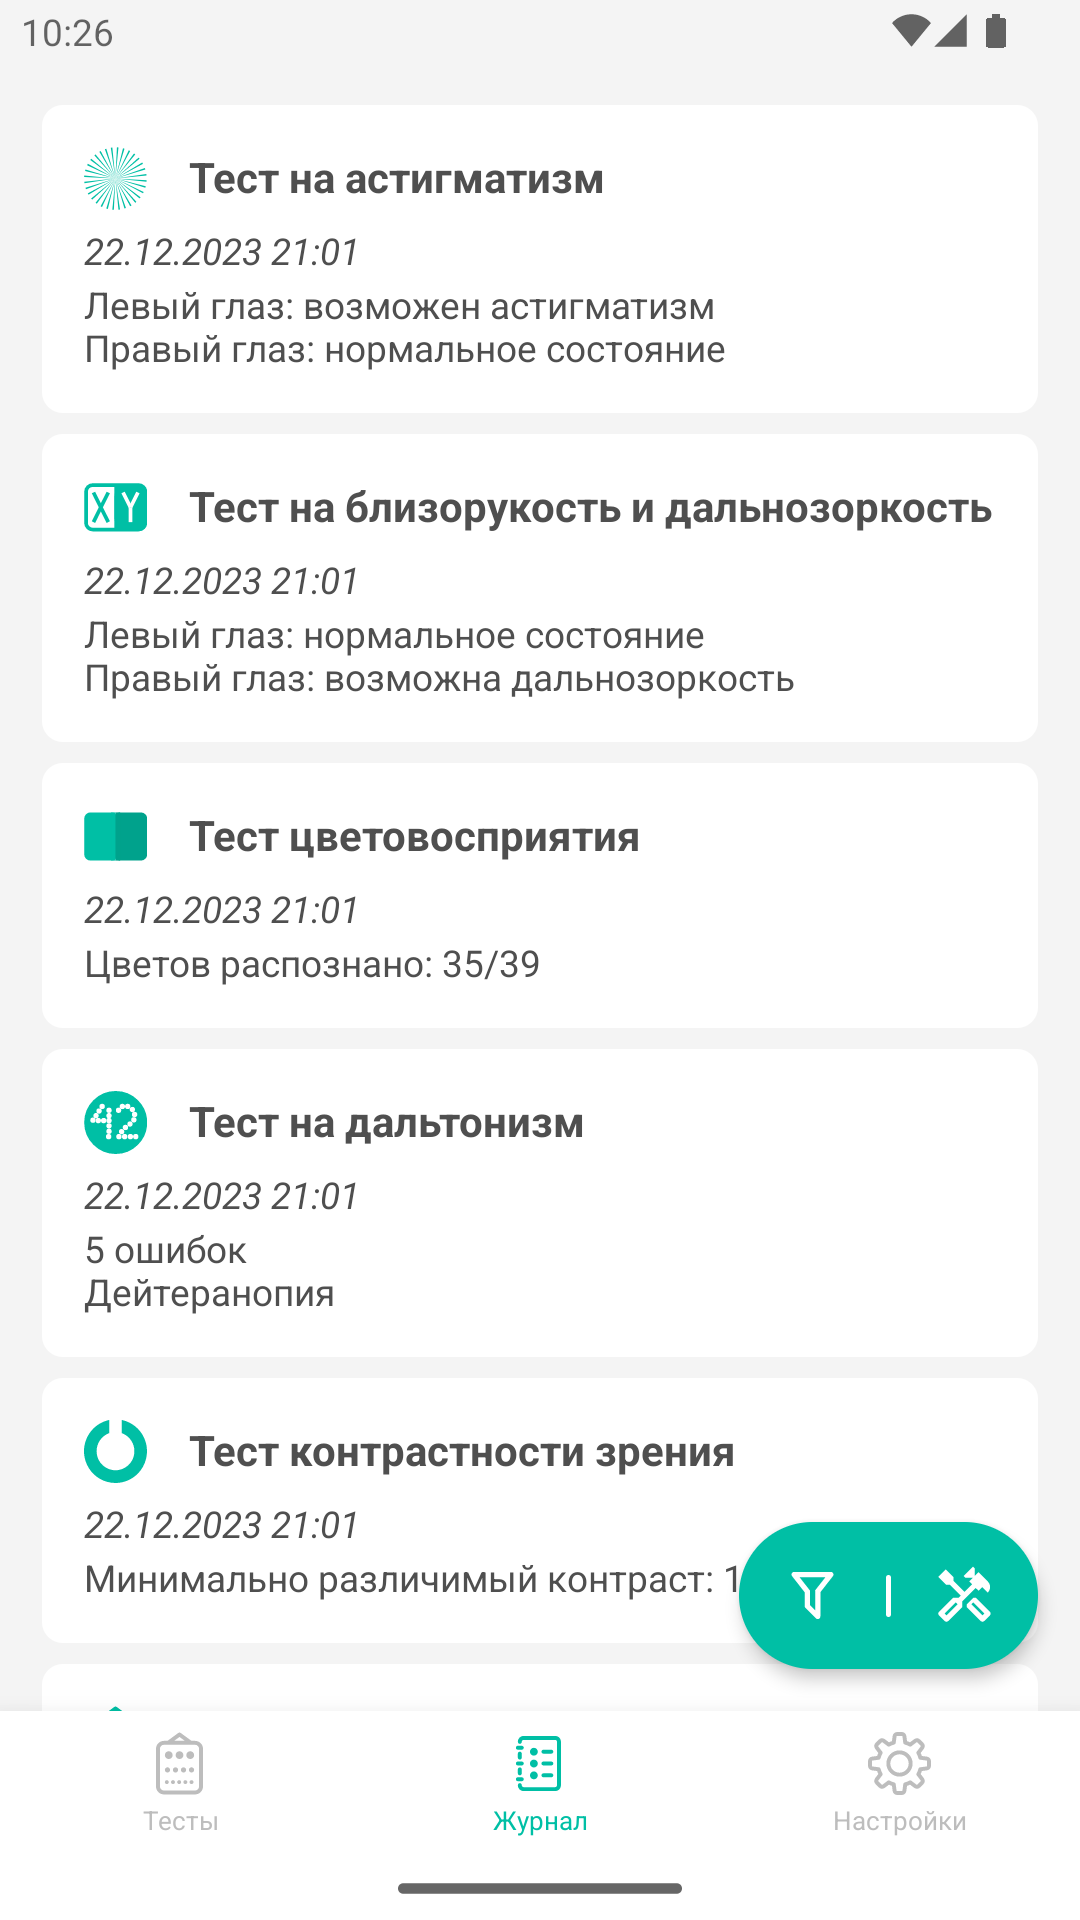 10:26
Тест на астигматизм
22.12.2023 21:01
Левый глаз: возможен астигматизм
Правый глаз: нормальное состояние
XY
Тест на близорукость и дальнозоркость
22.12.2023 21:01
Левый глаз: нормальное состояние
Правый глаз: возможна дальнозоркость
Тест цветовосприятия
22.12.2023 21:01
Цветов распознано: 35/39
42
Тест на дальтонизм
22.12.2023 21:01
5 ошибок
Дейтеранопия
Тест контрастности зрения
22.12.2023 21:01
Минимально различимый контраст: 1
Тесты
Журнал
Настройки